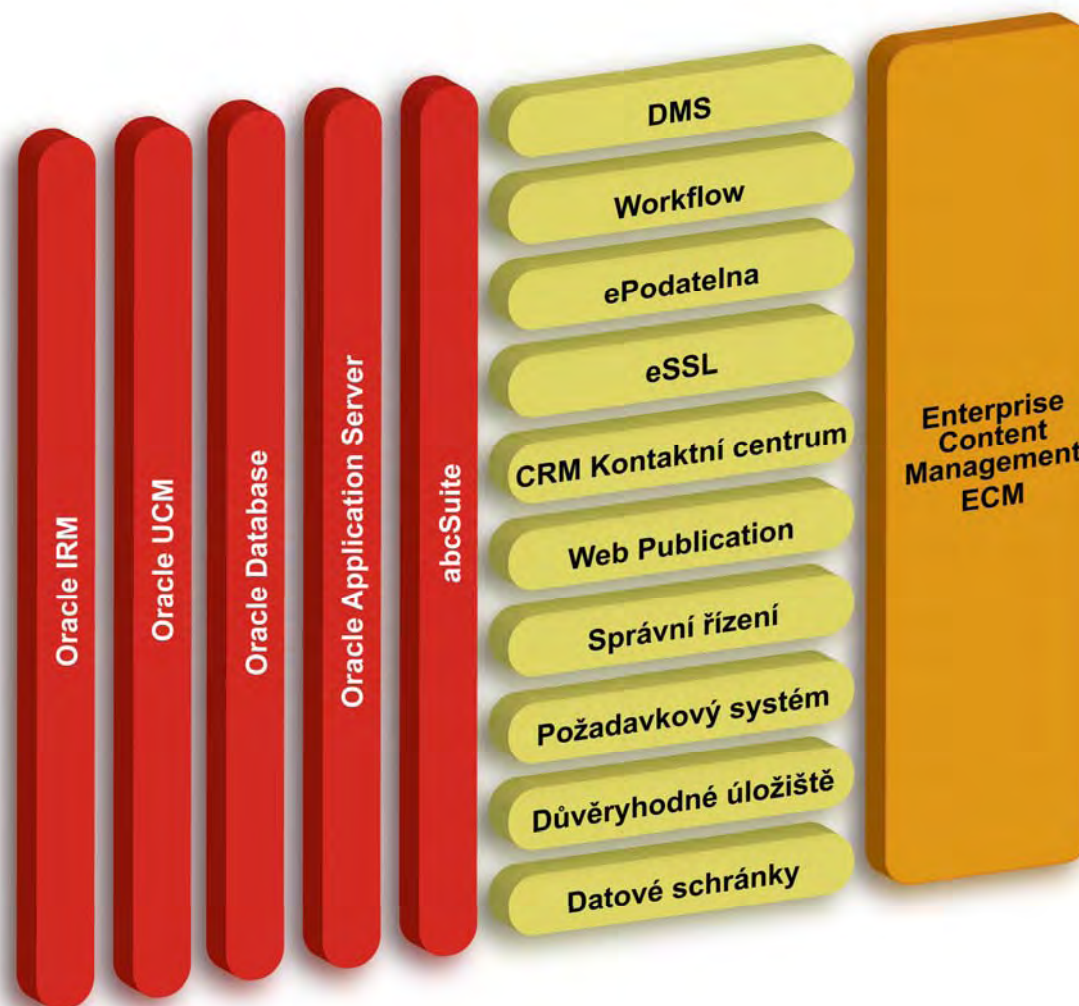 Oracle IRM
Oracle UCM
Oracle Database
Oracle Application Server
abcSuite
DMS
Workflow
ePodatelna
eSSL
CRM Kontaktní centrum
Web Publication
Správní řízení
Požadavkový systém
Důvěryhodné úložiště
Datové schránky
Enterprise
Content
Management
ECM